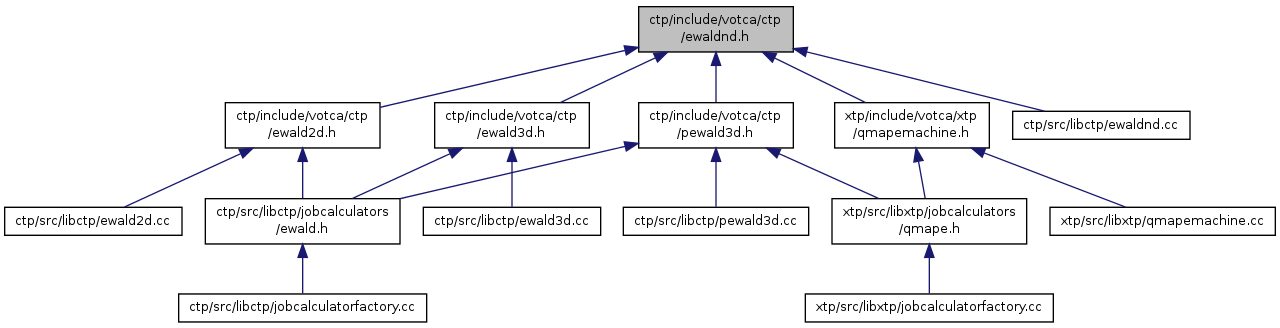 ctp/include/votca/ctp
/ewaldnd.h
ctp/include/votca/ctp
/ewald2d.h
ctp/include/votca/ctp
/ewald3d.h
ctp/include/votca/ctp
/pewald3d.h
xtp/include/votca/xtp
/qmapemachine.h
ctp/src/libctp/ewaldnd.cc
ctp/src/libctp/ewald2d.cc
ctp/src/libctp/jobcalculators
/ewald.h
ctp/src/libctp/ewald3d.cc
ctp/src/libctp/pewald3d.cc
xtp/src/libxtp/jobcalculators
/qmape.h
xtp/src/libxtp/qmapemachine.cc
ctp/src/libctp/jobcalculatorfactory.cc
xtp/src/libxtp/jobcalculatorfactory.cc